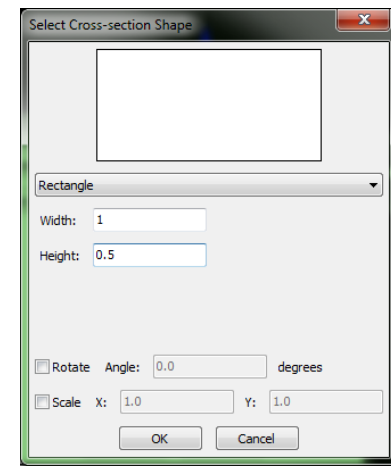 Select Cross-section Shape
Rectangle
Width: 1
Height: 0.5
Rotate Angle: 0.0 degrees
Scale X: 1.0 Y: 1.0
OK Cancel